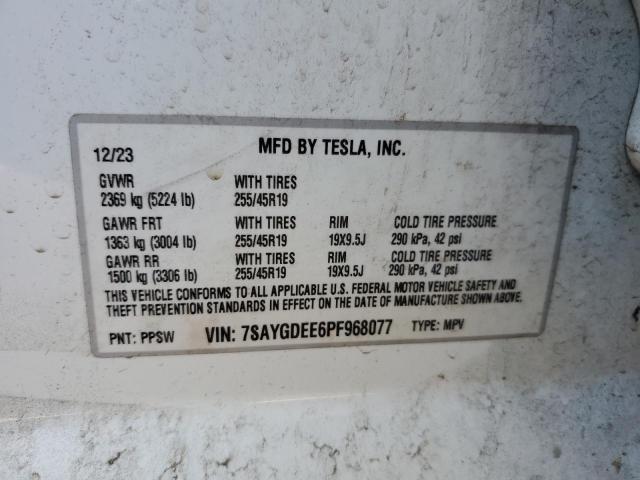 12/23 MFD BY TESLA, INC.
GVWR WITH TIRES
2369 kg (5224 lb) 255/45R19
GAWR FRT WITH TIRES RIM COLD TIRE PRESSURE
1363 kg (3004 lb) 255/45R19 19X9.5J 290 kPa, 42 psi
GAWR RR WITH TIRES RIM COLD TIRE PRESSURE
1500 kg (3306 lb) 255/45R19 19X9.5J 290 kPa, 42 psi
THIS VEHICLE CONFORMS TO ALL APPLICABLE U.S. FEDERAL MOTOR VEHICLE SAFETY AND
THEFT PREVENTION STANDARDS IN EFFECT ON THE DATE OF MANUFACTURE SHOWN ABOVE.
PNT: PPSW VIN: 7SAYGDEE6PF968077 TYPE: MPV